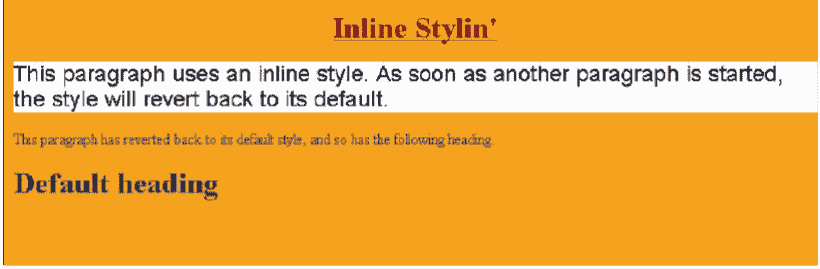 Inline Stylin'
This paragraph uses an inline style. As soon as another paragraph is started,
the style will revert back to its default.
This paragraph has reverted back to its default style, and so has the following heading.
Default heading